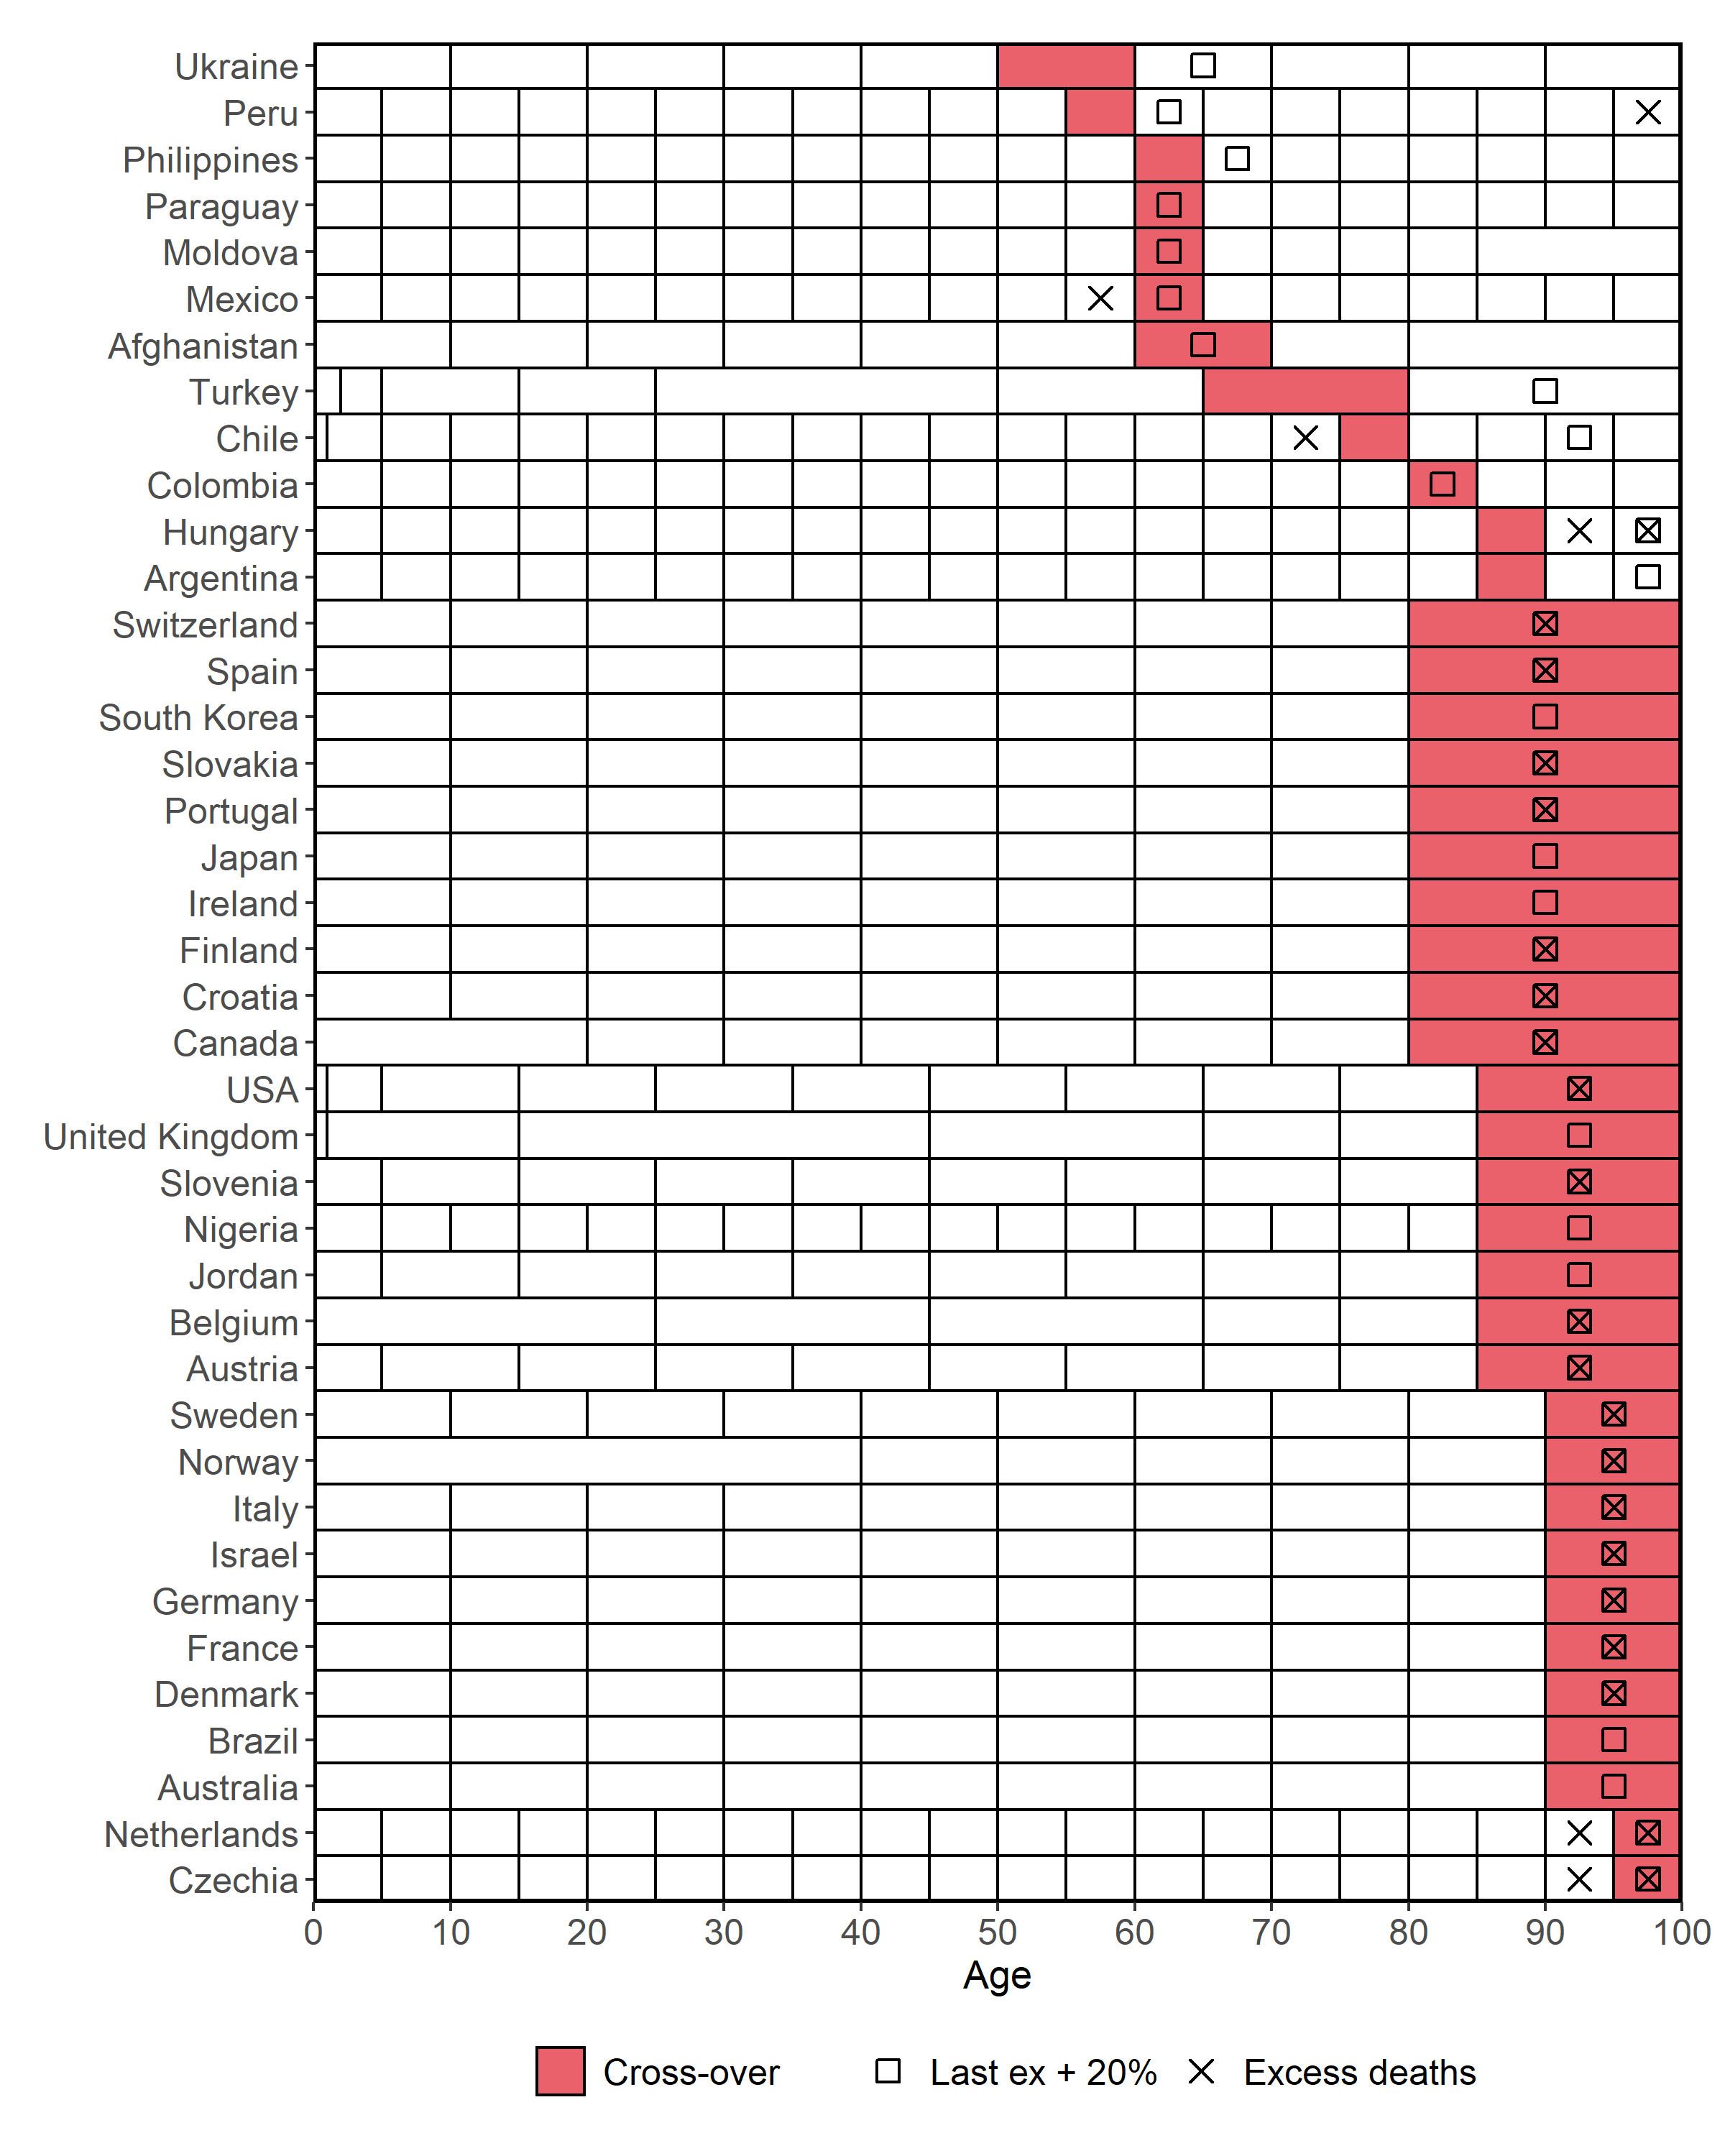 Ukraine
Peru
Philippines
Paraguay
Moldova
Mexico
Afghanistan
Turkey
Chile
Colombia
Hungary
Argentina
Switzerland
Spain
South Korea
Slovakia
Portugal
Japan
Ireland
Finland
Croatia
Canada
USA
United Kingdom
Slovenia
Nigeria
Jordan
Belgium
Austria
Sweden
Norway
Italy
Israel
Germany
France
Denmark
Brazil
Australia
Netherlands
Czechia
0 10 20 30 40 50 60 70 80 90 100
Age
Cross-over Last ex + 20% Excess deaths